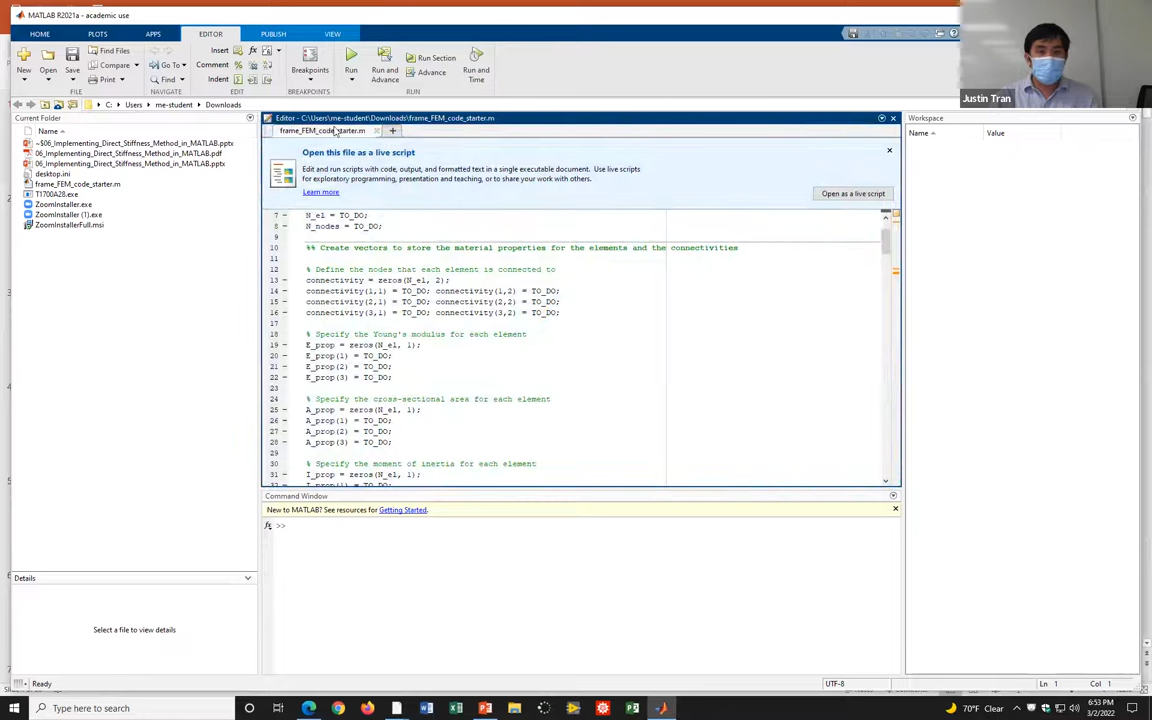 MATLAB R2021a - academic use
HOME PLOTS APPS EDITOR PUBLISH VIEW
New Open Save
Find Files
Compare
Print
Go To
Find
Insert
Comment
Indent
Breakpoints
Run
Run and Advance
Run Section
Advance
Run and Time
FILE NAVIGATE EDIT BREAKPOINTS RUN
Justin Tran
C: Users me-student Downloads
Current Folder
Name
~$06_Implementing_Direct_Stiffness_Method_in_MATLAB.pptx
06_Implementing_Direct_Stiffness_Method_in_MATLAB.pdf
06_Implementing_Direct_Stiffness_Method_in_MATLAB.pptx
desktop.ini
frame_FEM_code_starter.m
T1700A28.exe
ZoomInstaller.exe
ZoomInstaller (1).exe
ZoomInstallerFull.msi
Details
Select a file to view details
Editor - C:\Users\me-student\Downloads\frame_FEM_code_starter.m
frame_FEM_code_starter.m
Open this file as a live script
Edit and run scripts with code, output, and formatted text in a single executable document. Use live scripts
for exploratory programming, presentation and teaching, or to share your work with others.
Learn more
Open as a live script
7 N_el = TO_DO;
8 N_nodes = TO_DO;
9
10 %% Create vectors to store the material properties for the elements and the connectivities
11
12 % Define the nodes that each element is connected to
13 connectivity = zeros(N_el, 2);
14 connectivity(1,1) = TO_DO; connectivity(1,2) = TO_DO;
15 connectivity(2,1) = TO_DO; connectivity(2,2) = TO_DO;
16 connectivity(3,1) = TO_DO; connectivity(3,2) = TO_DO;
17
18 % Specify the Young's modulus for each element
19 E_prop = zeros(N_el, 1);
20 E_prop(1) = TO_DO;
21 E_prop(2) = TO_DO;
22 E_prop(3) = TO_DO;
23
24 % Specify the cross-sectional area for each element
25 A_prop = zeros(N_el, 1);
26 A_prop(1) = TO_DO;
27 A_prop(2) = TO_DO;
28 A_prop(3) = TO_DO;
29
30 % Specify the moment of inertia for each element
31 I_prop = zeros(N_el, 1);
Command Window
New to MATLAB? See resources for Getting Started.
fx >>
Workspace
Name Value
Ready
UTF-8
Ln 1 Col 1
Type here to search
70°F Clear
6:53 PM
3/2/2022